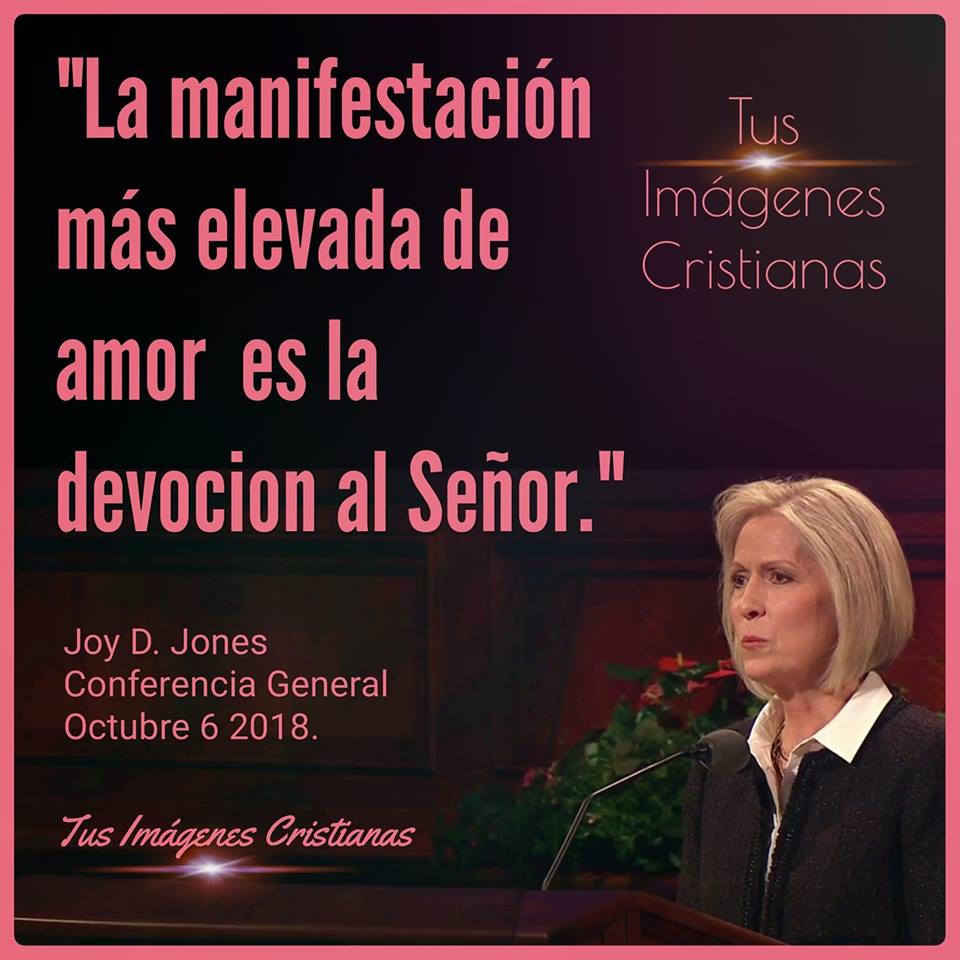 "La manifestación
más elevada de
amor es la
devocion al Señor."
Tus
Imágenes
Cristianas
Joy D. Jones
Conferencia General
Octubre 6 2018.
Tus Imágenes Cristianas